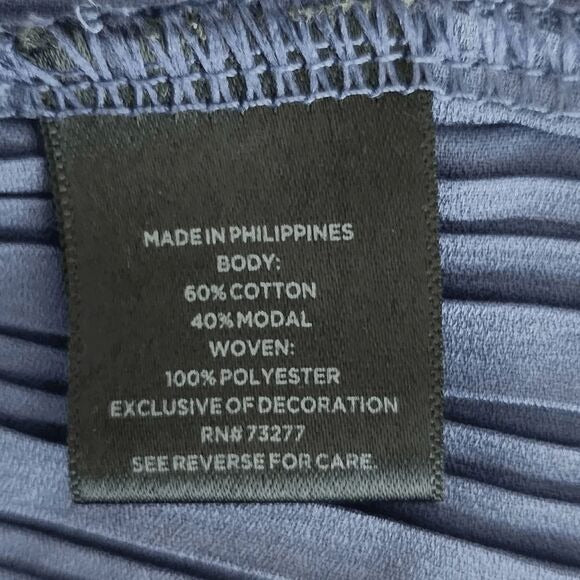 MADE IN PHILIPPINES
BODY:
60% COTTON
40% MODAL
WOVEN:
100% POLYESTER
EXCLUSIVE OF DECORATION
RN# 73277
SEE REVERSE FOR CARE.